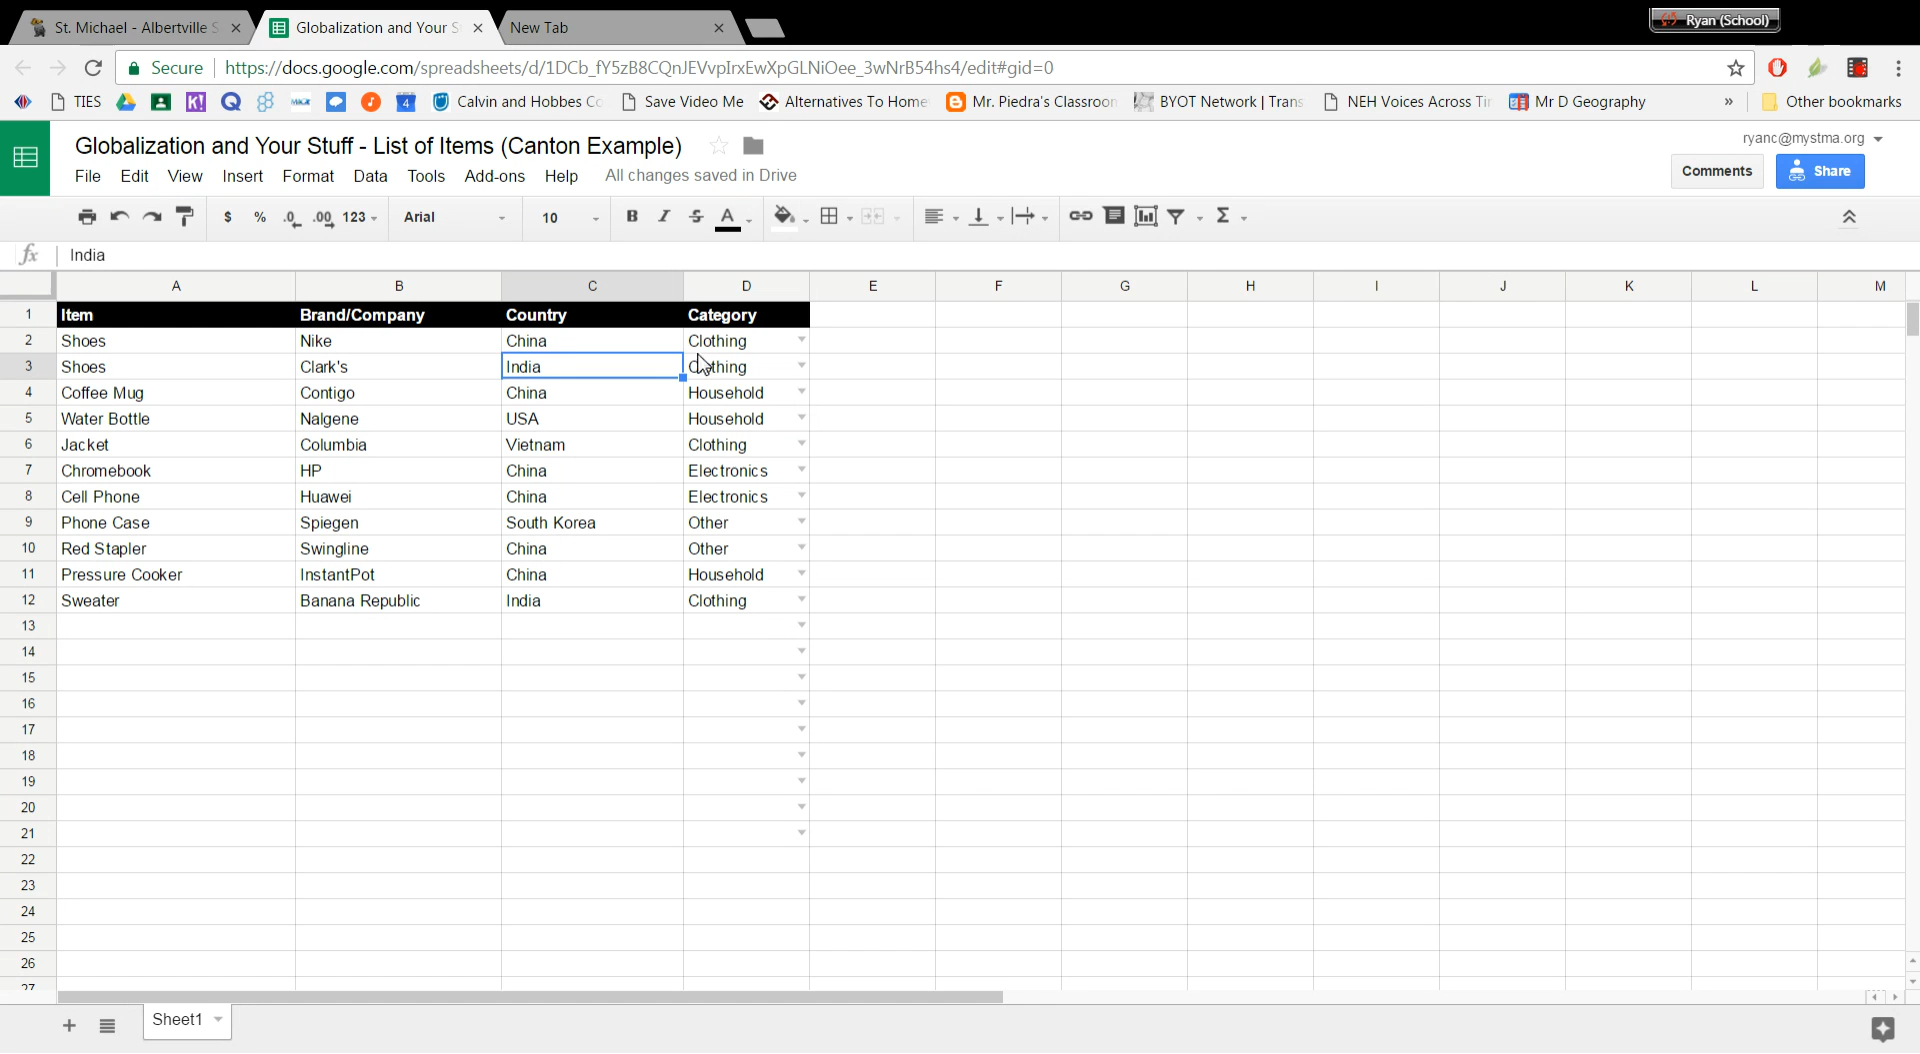 St. Michael - Albertville S
Globalization and Your S
New Tab
Ryan (School)
Secure https://docs.google.com/spreadsheets/d/1DCb_fY5zB8CQnJEVvpIrxEwXpGLNiOee_3wNrB54hs4/edit#gid=0
TIES K! Q 4 Calvin and Hobbes Co Save Video Me Alternatives To Home Mr. Piedra's Classroom BYOT Network | Trans NEH Voices Across Tir Mr D Geography » Other bookmarks
Globalization and Your Stuff - List of Items (Canton Example)
ryanc@mystma.org
File Edit View Insert Format Data Tools Add-ons Help All changes saved in Drive
Comments Share
$ % .0 .00 123 Arial 10 B I S A Σ
fx India
A B C D E F G H I J K L M
1 Item Brand/Company Country Category
2 Shoes Nike China Clothing
3 Shoes Clark's India Clothing
4 Coffee Mug Contigo China Household
5 Water Bottle Nalgene USA Household
6 Jacket Columbia Vietnam Clothing
7 Chromebook HP China Electronics
8 Cell Phone Huawei China Electronics
9 Phone Case Spiegen South Korea Other
10 Red Stapler Swingline China Other
11 Pressure Cooker InstantPot China Household
12 Sweater Banana Republic India Clothing
13
14
15
16
17
18
19
20
21
22
23
24
25
26
27
Sheet1